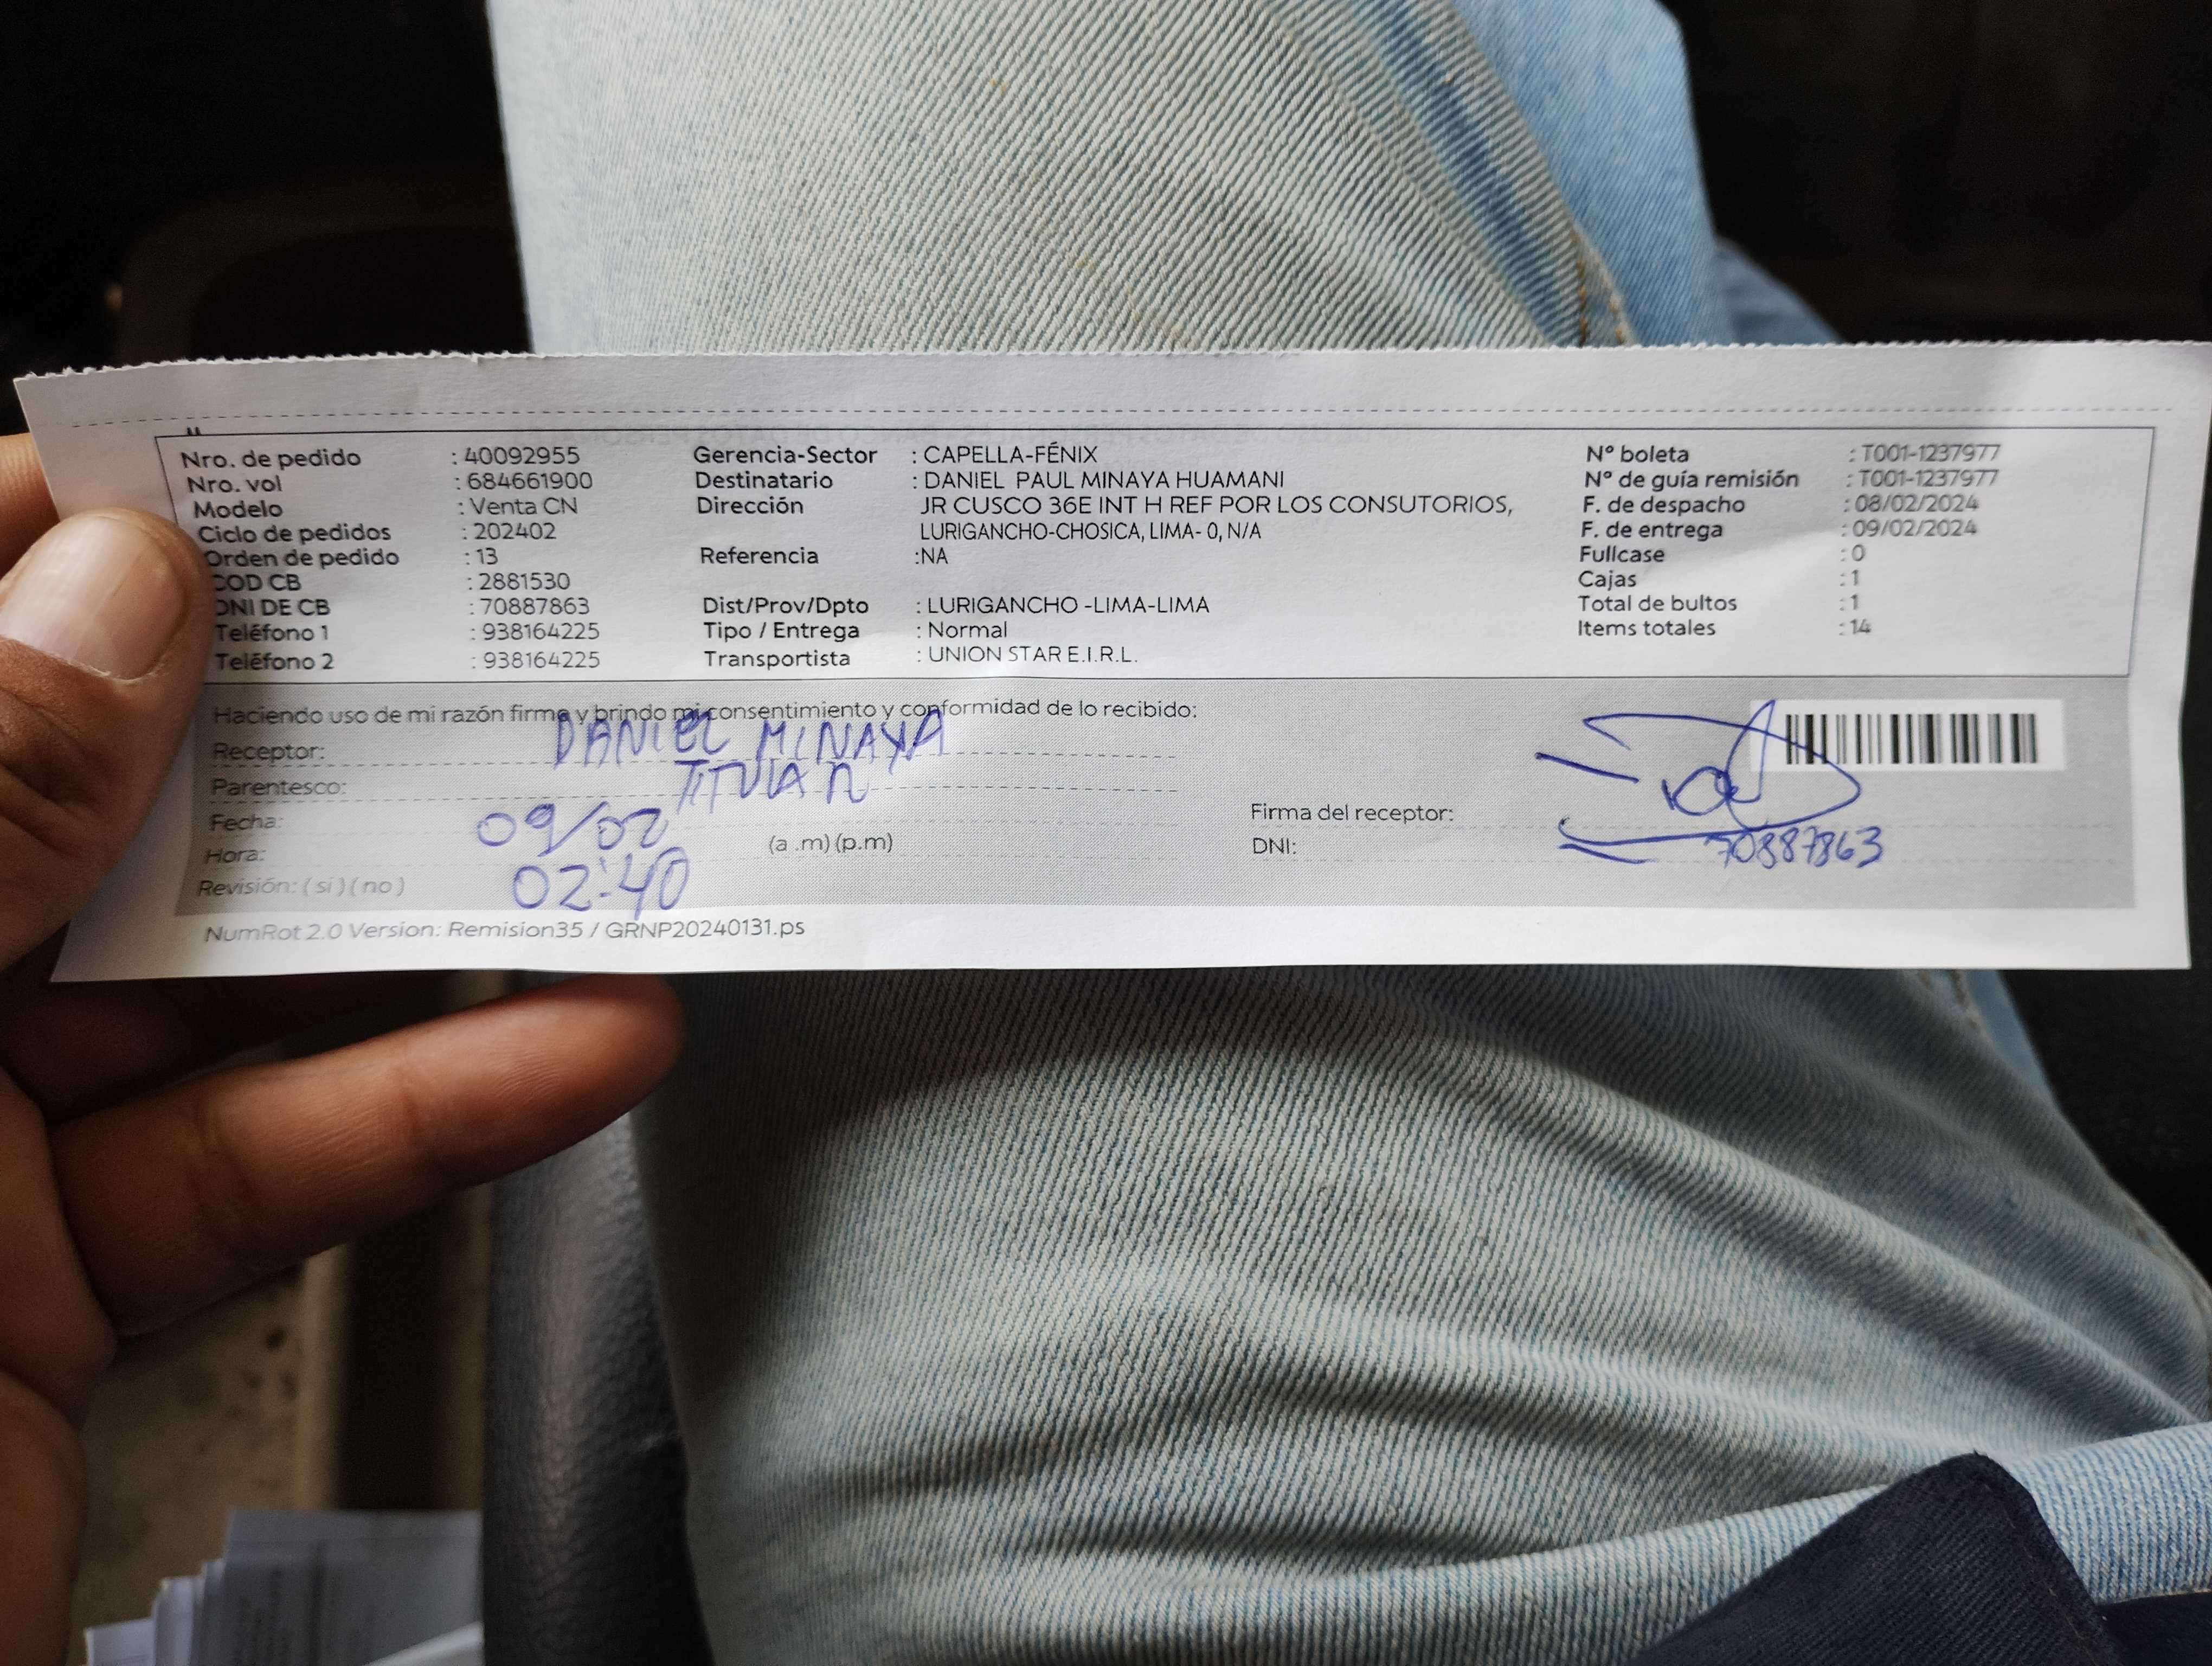 Nro. de pedido : 40092955 Gerencia-Sector : CAPELLA-FÉNIX Nº boleta : T001-1237977
Nro. vol : 684661900 Destinatario : DANIEL PAUL MINAYA HUAMANI Nº de guía remisión : T001-1237977
Modelo : Venta CN Dirección JR CUSCO 36E INT H REF POR LOS CONSUTORIOS, F. de despacho : 08/02/2024
Ciclo de pedidos : 202402 LURIGANCHO-CHOSICA, LIMA- 0, N/A F. de entrega : 09/02/2024
Orden de pedido : 13 Referencia :NA Fullcase : 0
COD CB : 2881530 Cajas : 1
DNI DE CB : 70887863 Dist/Prov/Dpto : LURIGANCHO -LIMA-LIMA Total de bultos : 1
Teléfono 1 : 938164225 Tipo / Entrega : Normal Items totales : 14
Teléfono 2 : 938164225 Transportista : UNION STAR E.I.R.L.
Haciendo uso de mi razón firme y brindo mi consentimiento y conformidad de lo recibido:
Receptor: DANIEL MINAYA
Parentesco: TITULAR
Fecha: 09/02 Firma del receptor:
Hora: 02:40 (a .m) (p.m) DNI: 70887863
Revisión: ( si ) ( no )
NumRot 2.0 Version: Remision35 / GRNP20240131.ps